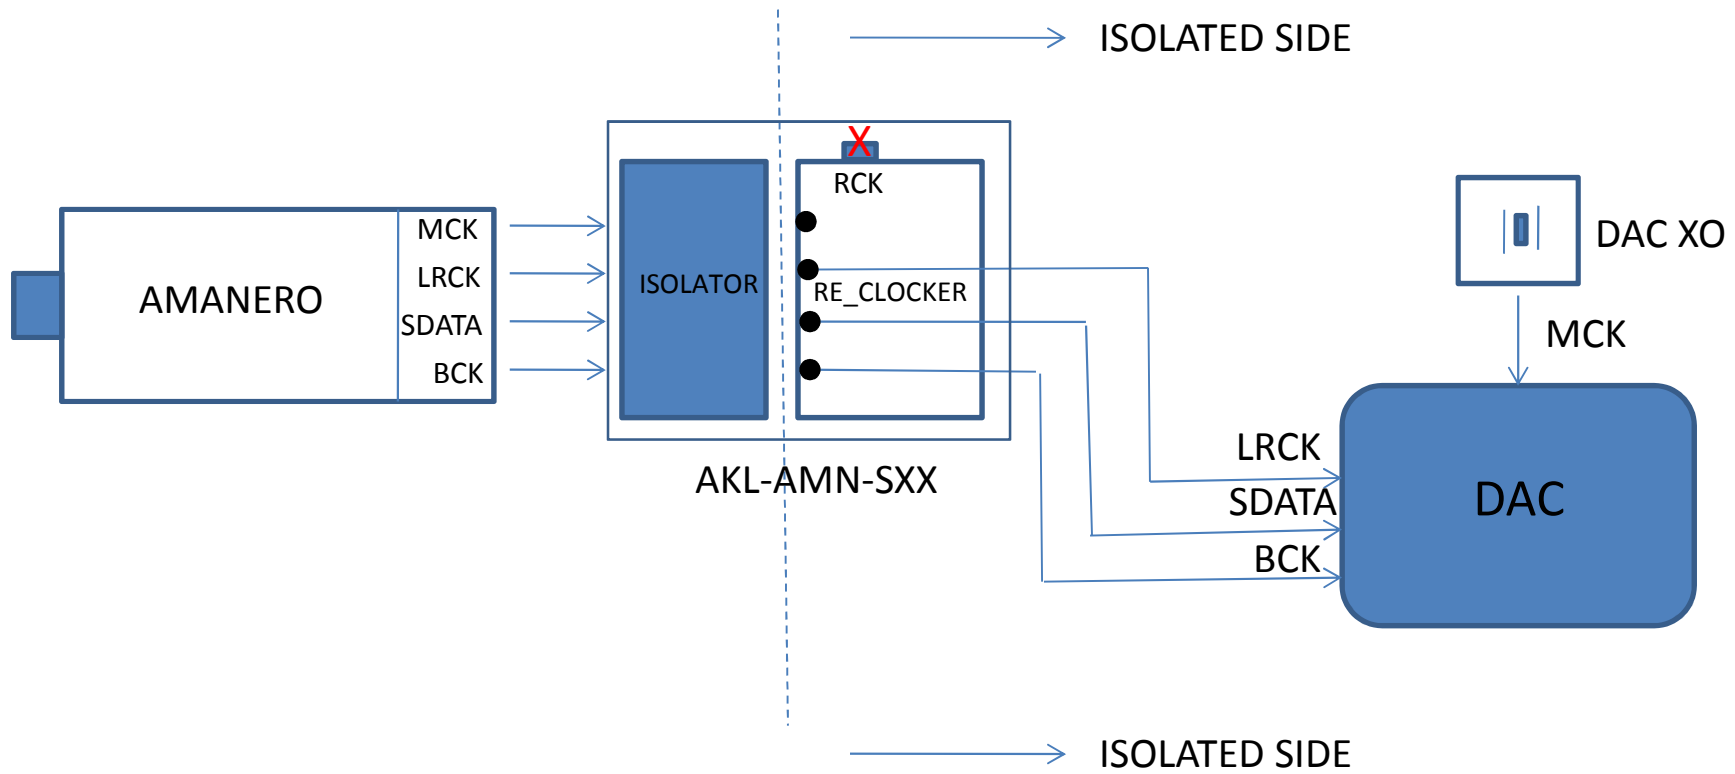 ISOLATED SIDE
X
RCK
MCK
LRCK
SDATA
BCK
AMANERO
ISOLATOR
RE_CLOCKER
AKL-AMN-SXX
DAC XO
MCK
LRCK
SDATA
BCK
DAC
ISOLATED SIDE